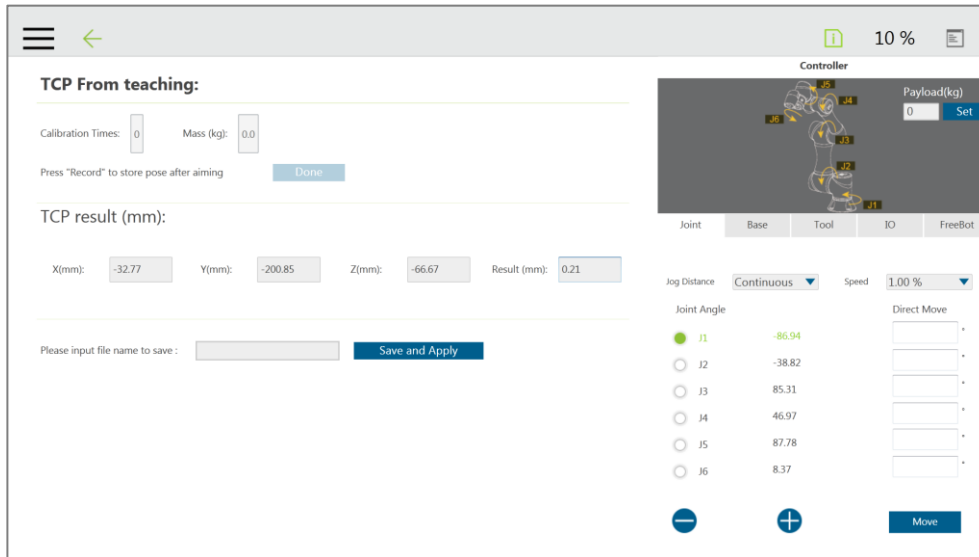 10 %
TCP From teaching:
Calibration Times: 0 Mass (kg): 0.0
Press "Record" to store pose after aiming Done
TCP result (mm):
X(mm): -32.77 Y(mm): -200.85 Z(mm): -66.67 Result (mm): 0.21
Please input file name to save : Save and Apply
Controller
J5
Payload(kg)
J4
0 Set
J6
J3
J2
J1
Joint Base Tool IO FreeBot
Jog Distance Continuous Speed 1.00 %
Joint Angle Direct Move
J1 -86.94 °
J2 -38.82 °
J3 85.31 °
J4 46.97 °
J5 87.78 °
J6 8.37 °
Move